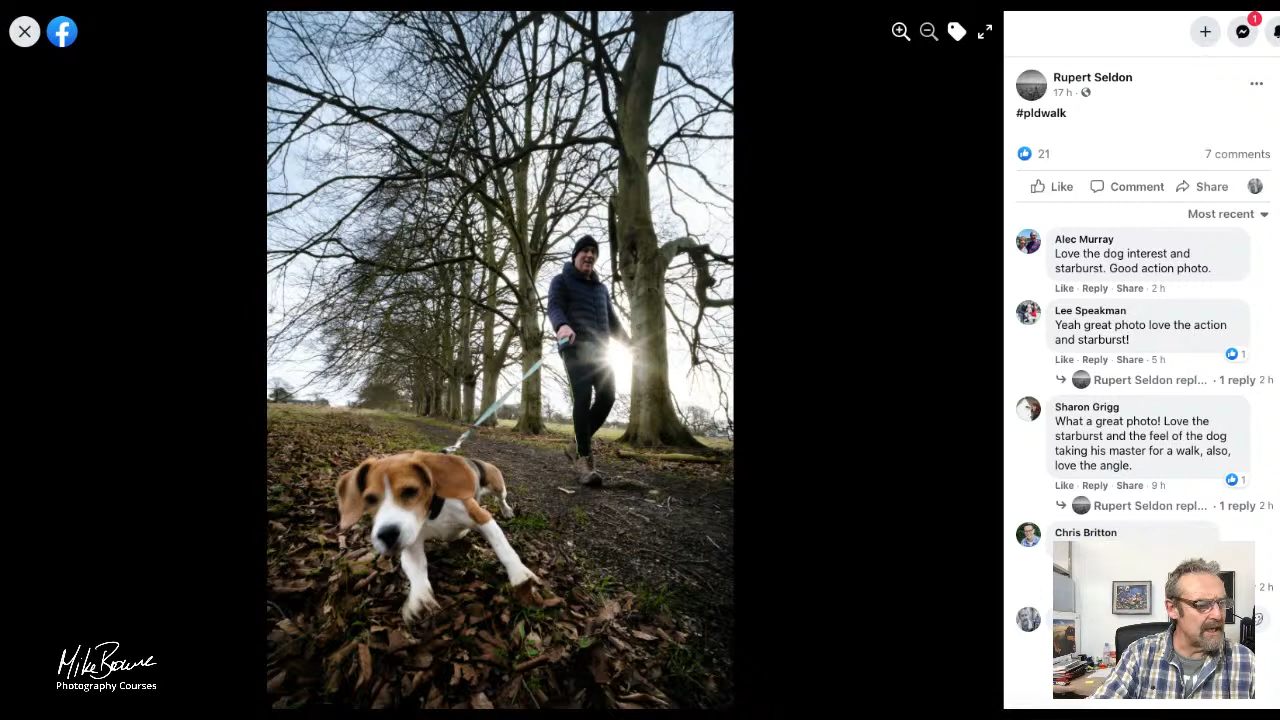 1
Rupert Seldon
17 h ·
#pldwalk
21
7 comments
Like
Comment
Share
Most recent
Alec Murray
Love the dog interest and
starburst. Good action photo.
Like · Reply · Share · 2 h
Lee Speakman
Yeah great photo love the action
and starburst!
1
Like · Reply · Share · 5 h
Rupert Seldon repl... · 1 reply 2 h
Sharon Grigg
What a great photo! Love the
starburst and the feel of the dog
taking his master for a walk, also,
love the angle.
1
Like · Reply · Share · 9 h
Rupert Seldon repl... · 1 reply 2 h
Chris Britton
2 h
Mike Browne
Photography Courses